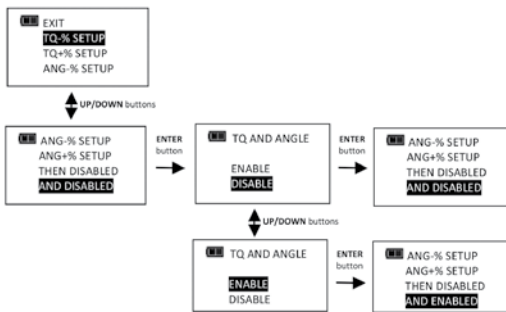 EXIT
TQ-% SETUP
TQ+% SETUP
ANG-% SETUP
UP/DOWN buttons
ANG-% SETUP
ANG+% SETUP
THEN DISABLED
AND DISABLED
ENTER
button
TQ AND ANGLE
ENABLE
DISABLE
ENTER
button
ANG-% SETUP
ANG+% SETUP
THEN DISABLED
AND DISABLED
UP/DOWN buttons
TQ AND ANGLE
ENABLE
DISABLE
ENTER
button
ANG-% SETUP
ANG+% SETUP
THEN DISABLED
AND ENABLED